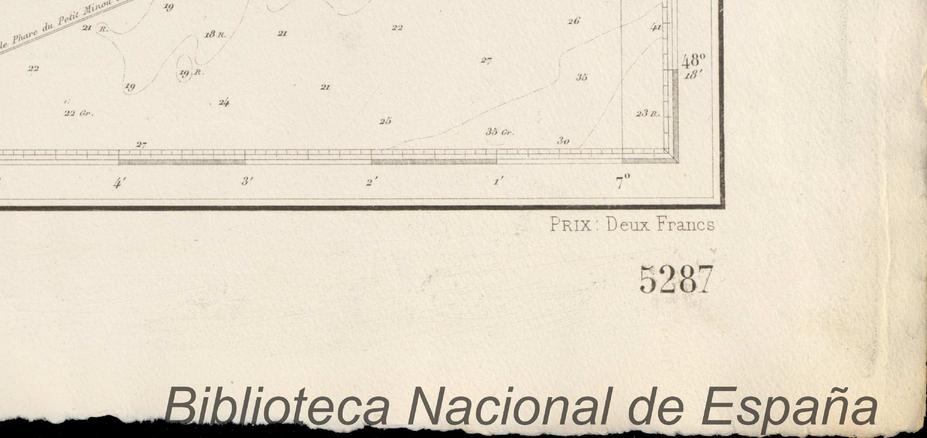 de Phare du Petit Minou
19
21 R.
18 R.
21
22
26
41
22
19 R.
27
35
48°
18'
19
24
21
22 Gr.
25
35 Gr.
23 R.
27
30
4' 3' 2' 1' 7°
PRIX: Deux Francs
5287
Biblioteca Nacional de España